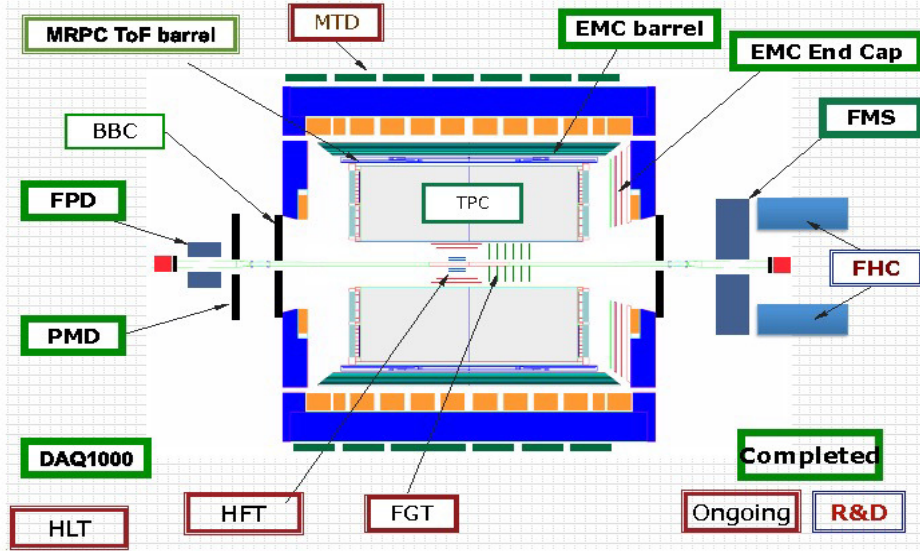 MTD
MRPC ToF barrel
EMC barrel
EMC End Cap
BBC
FMS
FPD
TPC
FHC
PMD
DAQ1000
Completed
HLT
HFT
FGT
Ongoing
R&D